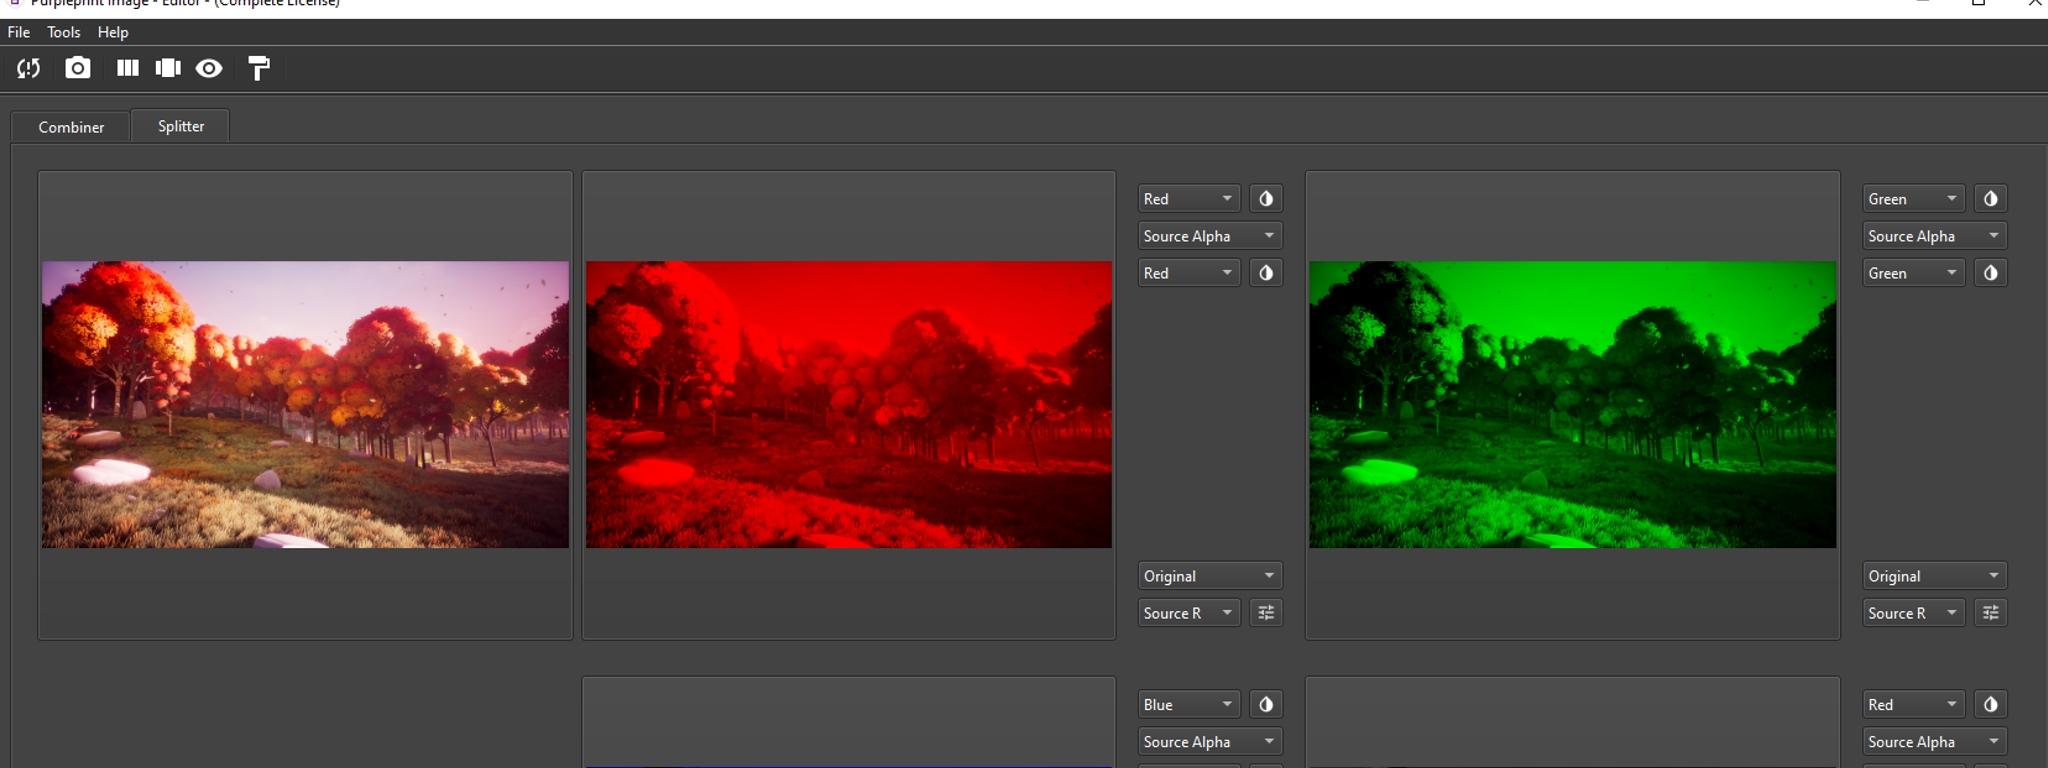 Purpleprint Image - Editor - (Complete License)
File Tools Help
Combiner Splitter
Red Green
Source Alpha Source Alpha
Red Green
Original Original
Source R Source R
Blue Red
Source Alpha Source Alpha